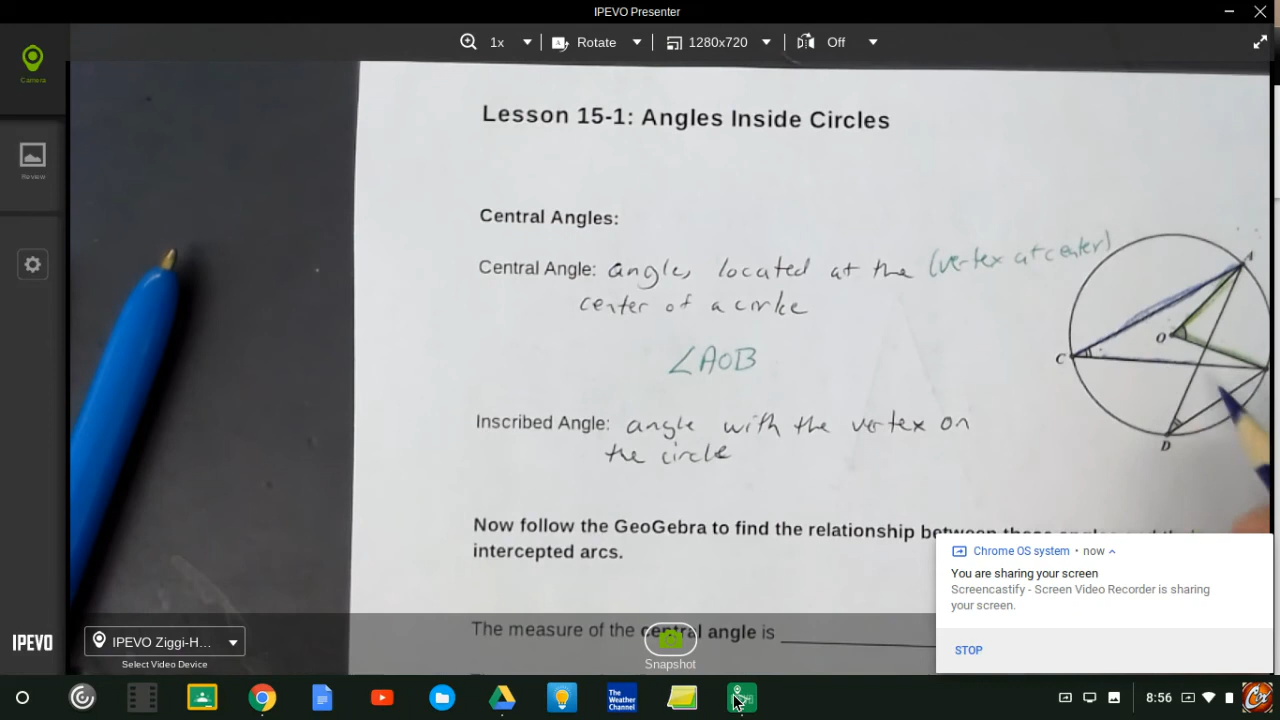 IPEVO Presenter
1x Rotate 1280x720 Off
Camera
Review
Lesson 15-1: Angles Inside Circles
Central Angles:
Central Angle: angles located at the (vertex at center)
center of a circle
∠AOB
Inscribed Angle: angle with the vertex on
the circle
A
O
C
D
Now follow the GeoGebra to find the relationship between these angles and
intercepted arcs.
The measure of the central angle is
Chrome OS system • now
You are sharing your screen
Screencastify - Screen Video Recorder is sharing
your screen.
STOP
IPEVO
IPEVO Ziggi-H...
Select Video Device
Snapshot
The Weather Channel
8:56